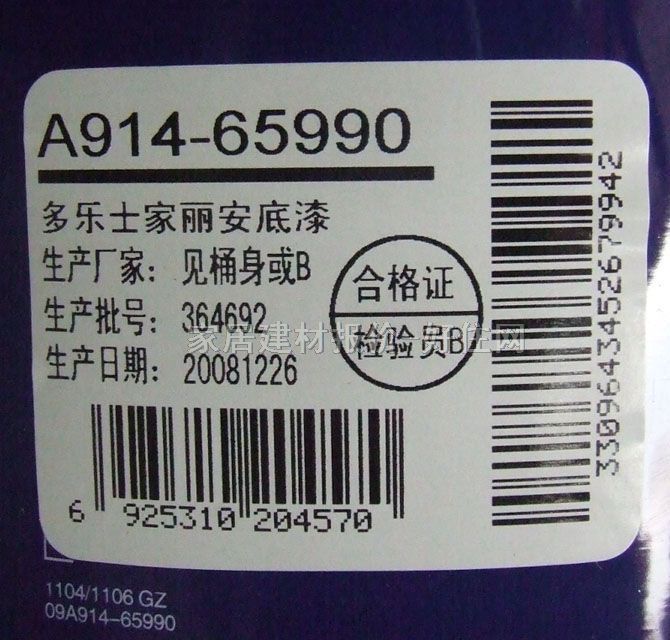 A914-65990
多乐士家丽安底漆
生产厂家：见桶身或B
生产批号：364692
生产日期：20081226
合格证
检验员B
6 925310 204570
3309643452679942
1104/1106 GZ
09A914-65990